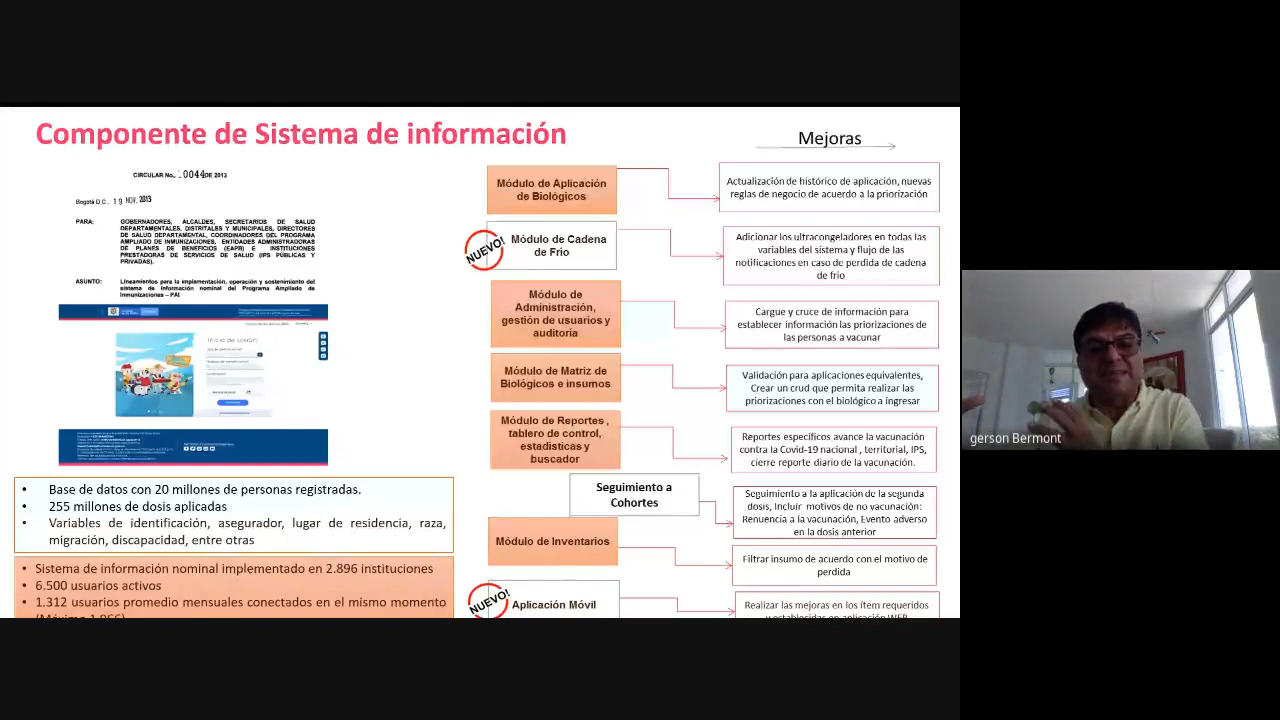 Componente de Sistema de información
CIRCULAR No. 0044 DE 2013
Bogotá D.C., 19 NOV. 2013
PARA: GOBERNADORES, ALCALDES, SECRETARIOS DE SALUD
DEPARTAMENTALES, DISTRITALES Y MUNICIPALES, DIRECTORES
DE SALUD DEPARTAMENTAL, COORDINADORES DEL PROGRAMA
AMPLIADO DE INMUNIZACIONES, ENTIDADES ADMINISTRADORAS
DE PLANES DE BENEFICIOS (EAPB) E INSTITUCIONES
PRESTADORAS DE SERVICIOS DE SALUD (IPS PÚBLICAS Y
PRIVADAS).
ASUNTO: Lineamientos para la implementación, operación y sostenimiento del
sistema de información nominal del Programa Ampliado de
Inmunizaciones – PAI
• Base de datos con 20 millones de personas registradas.
• 255 millones de dosis aplicadas
• Variables de identificación, asegurador, lugar de residencia, raza,
migración, discapacidad, entre otras
• Sistema de información nominal implementado en 2.896 instituciones
• 6.500 usuarios activos
• 1.312 usuarios promedio mensuales conectados en el mismo momento
Mejoras
Módulo de Aplicación
de Biológicos
Actualización de histórico de aplicación, nuevas
reglas de negocio de acuerdo a la priorización
NUEVO!
Módulo de Cadena
de Frio
Adicionar los ultracongeladores en todas las
variables del sistema y flujo de las
notificaciones en caso de perdida de cadena
de frio
Módulo de
Administración,
gestión de usuarios y
auditoría
Cargue y cruce de información para
establecer información las priorizaciones de
las personas a vacunar
Módulo de Matriz de
Biológicos e insumos
Validación para aplicaciones equivalentes,
Crear un crud que permita realizar las
priorizaciones con el biológico a ingresar
Módulo de Reportes ,
tablero de control,
estadísticas y
buscador
Reporte específico avance la vacunación
contra la Covid-19 nacional , territorial, IPS,
cierre reporte diario de la vacunación.
Seguimiento a
Cohortes
Seguimiento a la aplicación de la segunda
dosis, Incluir motivos de no vacunación:
Renuencia a la vacunación, Evento adverso
en la dosis anterior
Módulo de Inventarios
Filtrar insumo de acuerdo con el motivo de
perdida
NUEVO!
Aplicación Móvil
Realizar las mejoras en los ítem requeridos
gerson Bermont